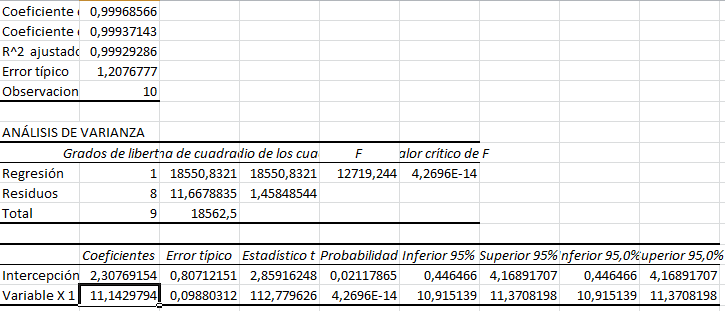 Coeficiente 0,99968566
Coeficiente 0,99937143
R^2 ajustado 0,99929286
Error típico 1,2076777
Observacion 10
ANÁLISIS DE VARIANZA
Grados de libert na de cuadra dio de los cua F alor crítico de F
Regresión 1 18550,8321 18550,8321 12719,244 4,2696E-14
Residuos 8 11,6678835 1,45848544
Total 9 18562,5
Coeficientes Error típico Estadístico t Probabilidad Inferior 95% Superior 95% nferior 95,0% uperior 95,0%
Intercepción 2,30769154 0,80712151 2,85916248 0,02117865 0,446466 4,16891707 0,446466 4,16891707
Variable X 1 11,1429794 0,09880312 112,779626 4,2696E-14 10,915139 11,3708198 10,915139 11,3708198